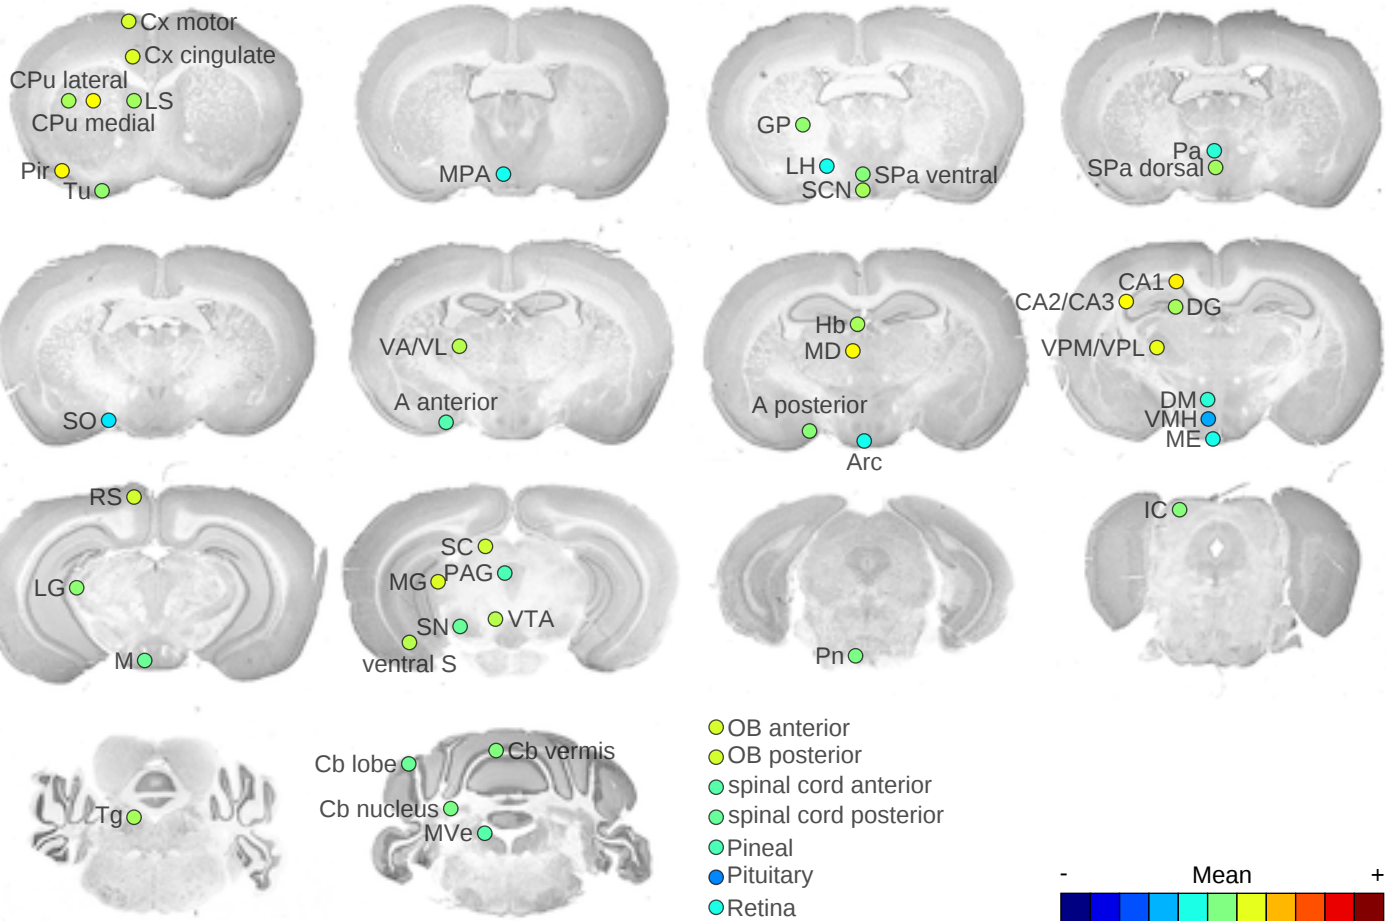 Cx motor
Cx cingulate
CPu lateral
LS
CPu medial
Pir
Tu
MPA
GP
LH
SPa ventral
SCN
Pa
SPa dorsal
SO
VA/VL
A anterior
Hb
MD
A posterior
Arc
CA1
CA2/CA3
DG
VPM/VPL
DM
VMH
ME
RS
LG
M
SC
MG
PAG
SN
VTA
ventral S
Pn
IC
Tg
Cb lobe
Cb vermis
Cb nucleus
MVe
OB anterior
OB posterior
spinal cord anterior
spinal cord posterior
Pineal
Pituitary
Retina
- Mean +